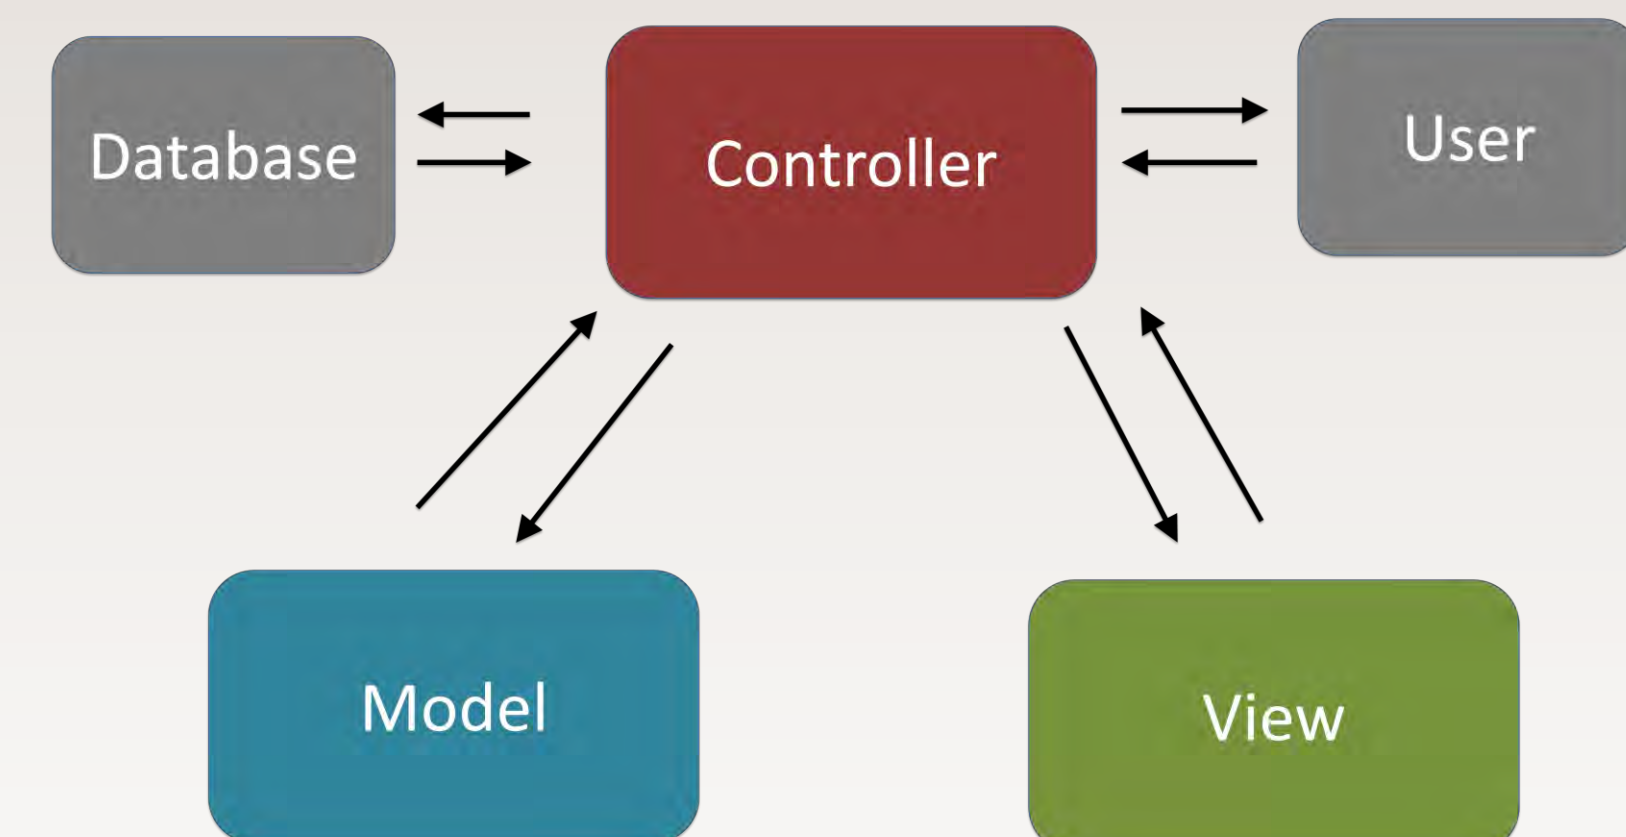 Database
Controller
User
Model
View